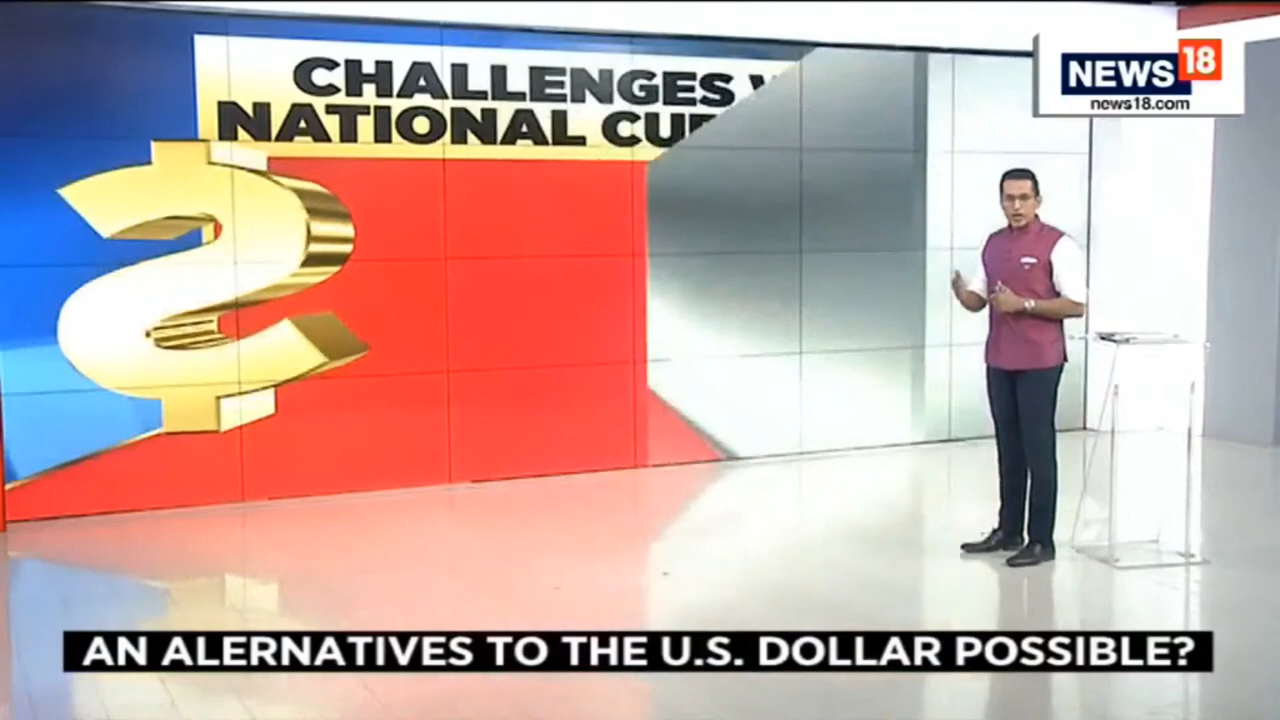 CHALLENGES
NATIONAL
NEWS18
news18.com
AN ALERNATIVES TO THE U.S. DOLLAR POSSIBLE?